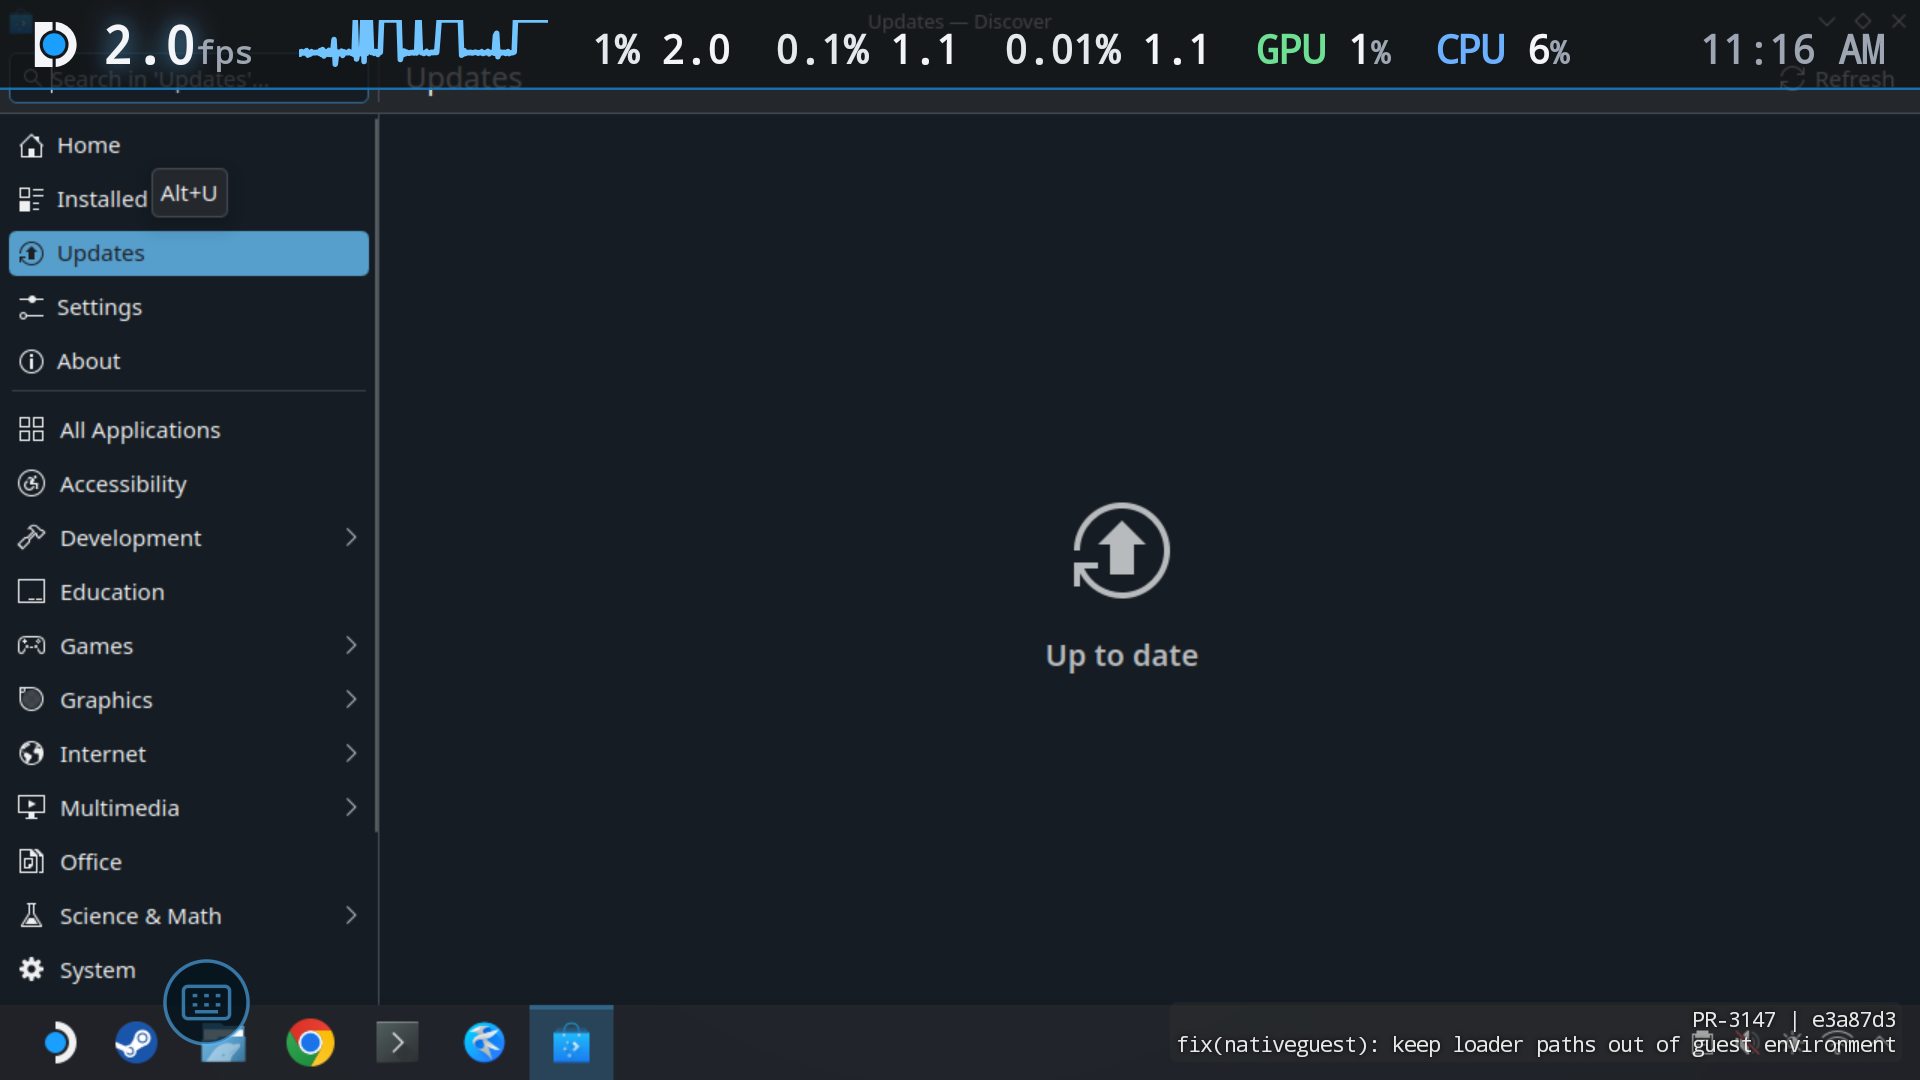 Updates — Discover
2.0fps 1% 2.0 0.1% 1.1 0.01% 1.1 GPU 1% CPU 6% 11:16 AM
Search in 'Updates'...
Updates
Refresh
Home
Installed
Alt+U
Updates
Settings
About
All Applications
Accessibility
Development
Education
Games
Graphics
Internet
Multimedia
Office
Science & Math
System
Up to date
PR-3147 | e3a87d3
fix(nativeguest): keep loader paths out of guest environment